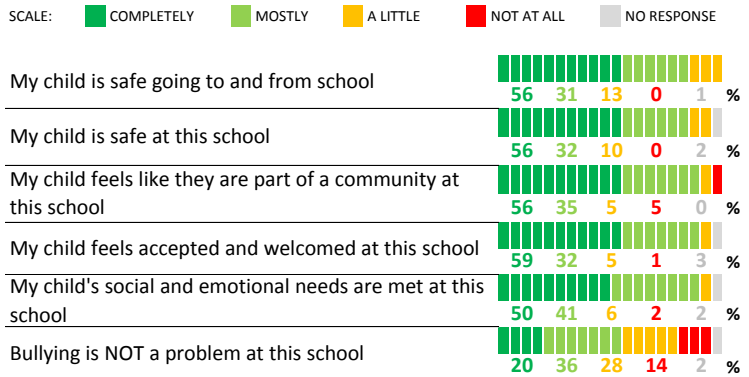 SCALE: COMPLETELY MOSTLY A LITTLE NOT AT ALL NO RESPONSE
My child is safe going to and from school
56 31 13 0 1 %
My child is safe at this school
56 32 10 0 2 %
My child feels like they are part of a community at
this school
56 35 5 5 0 %
My child feels accepted and welcomed at this school
59 32 5 1 3 %
My child's social and emotional needs are met at this
school
50 41 6 2 2 %
Bullying is NOT a problem at this school
20 36 28 14 2 %